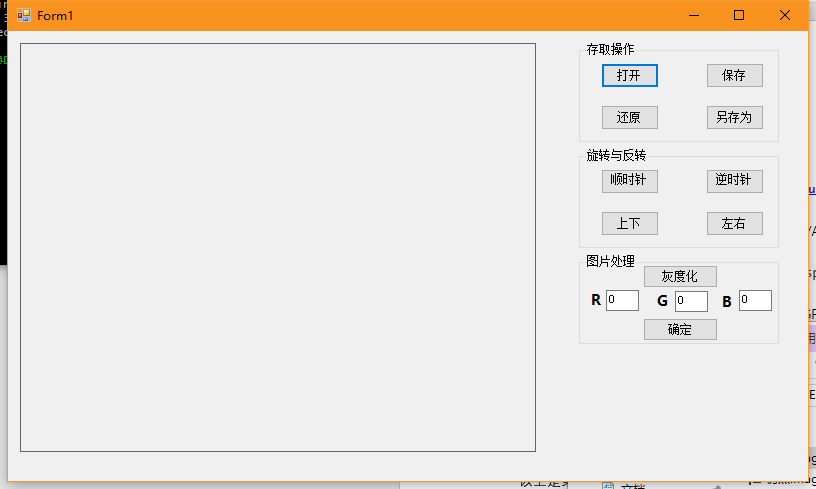 Form1
存取操作
打开 保存
还原 另存为
旋转与反转
顺时针 逆时针
上下 左右
图片处理
灰度化
R 0 G 0 B 0
确定